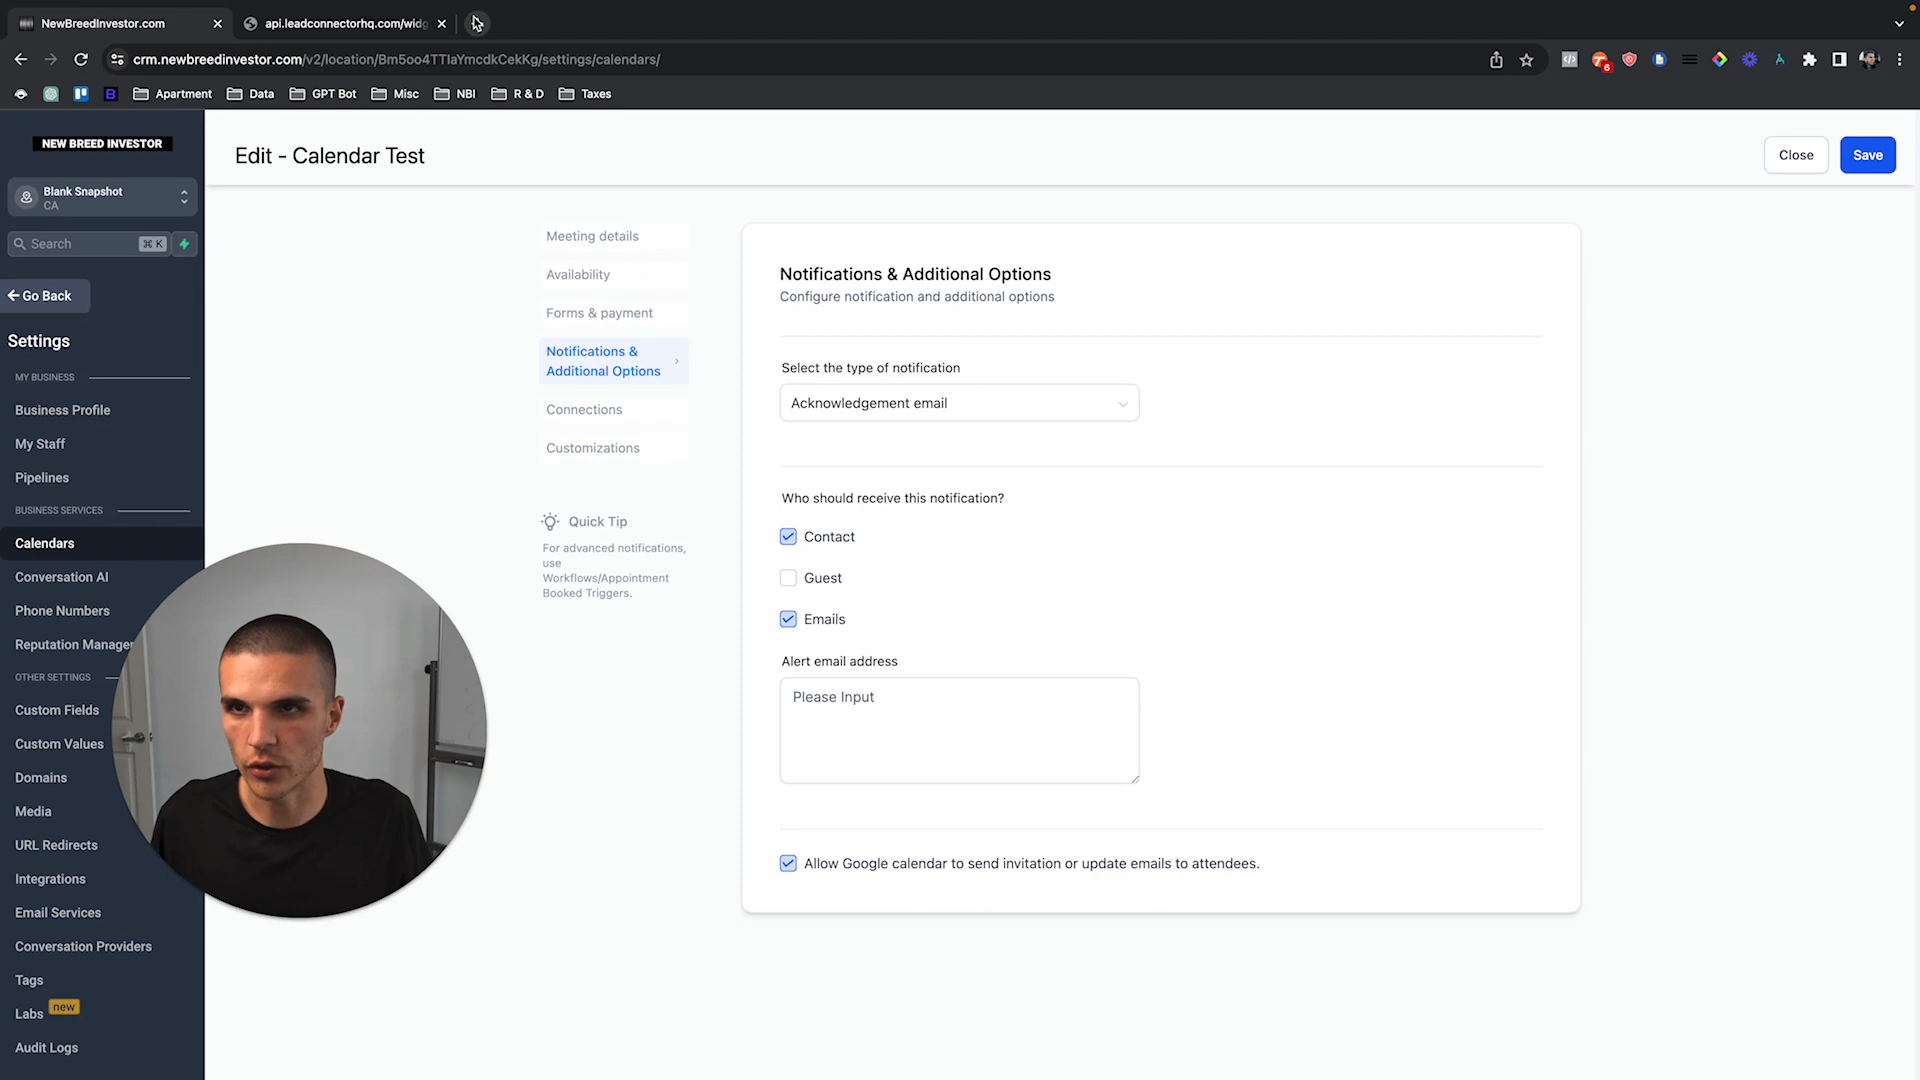 NewBreedInvestor.com
api.leadconnectorhq.com/widg
crm.newbreedinvestor.com/v2/location/Bm5oo4TTIaYmcdkCekKg/settings/calendars/
6
Apartment
Data
GPT Bot
Misc
NBI
R & D
Taxes
NEW BREED INVESTOR
Blank Snapshot
CA
Search
⌘ K
Go Back
Settings
MY BUSINESS
Business Profile
My Staff
Pipelines
BUSINESS SERVICES
Calendars
Conversation AI
Phone Numbers
Reputation Manager
OTHER SETTINGS
Custom Fields
Custom Values
Domains
Media
URL Redirects
Integrations
Email Services
Conversation Providers
Tags
Labs new
Audit Logs
Edit - Calendar Test
Close
Save
Meeting details
Availability
Forms & payment
Notifications &
Additional Options
Connections
Customizations
Quick Tip
For advanced notifications,
use
Workflows/Appointment
Booked Triggers.
Notifications & Additional Options
Configure notification and additional options
Select the type of notification
Acknowledgement email
Who should receive this notification?
Contact
Guest
Emails
Alert email address
Please Input
Allow Google calendar to send invitation or update emails to attendees.